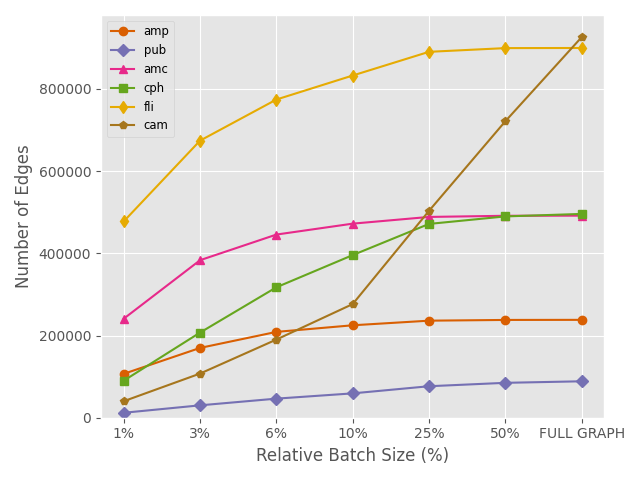 amp
pub
amc
cph
fli
cam
800000
600000
400000
200000
0
Number of Edges
1% 3% 6% 10% 25% 50% FULL GRAPH
Relative Batch Size (%)